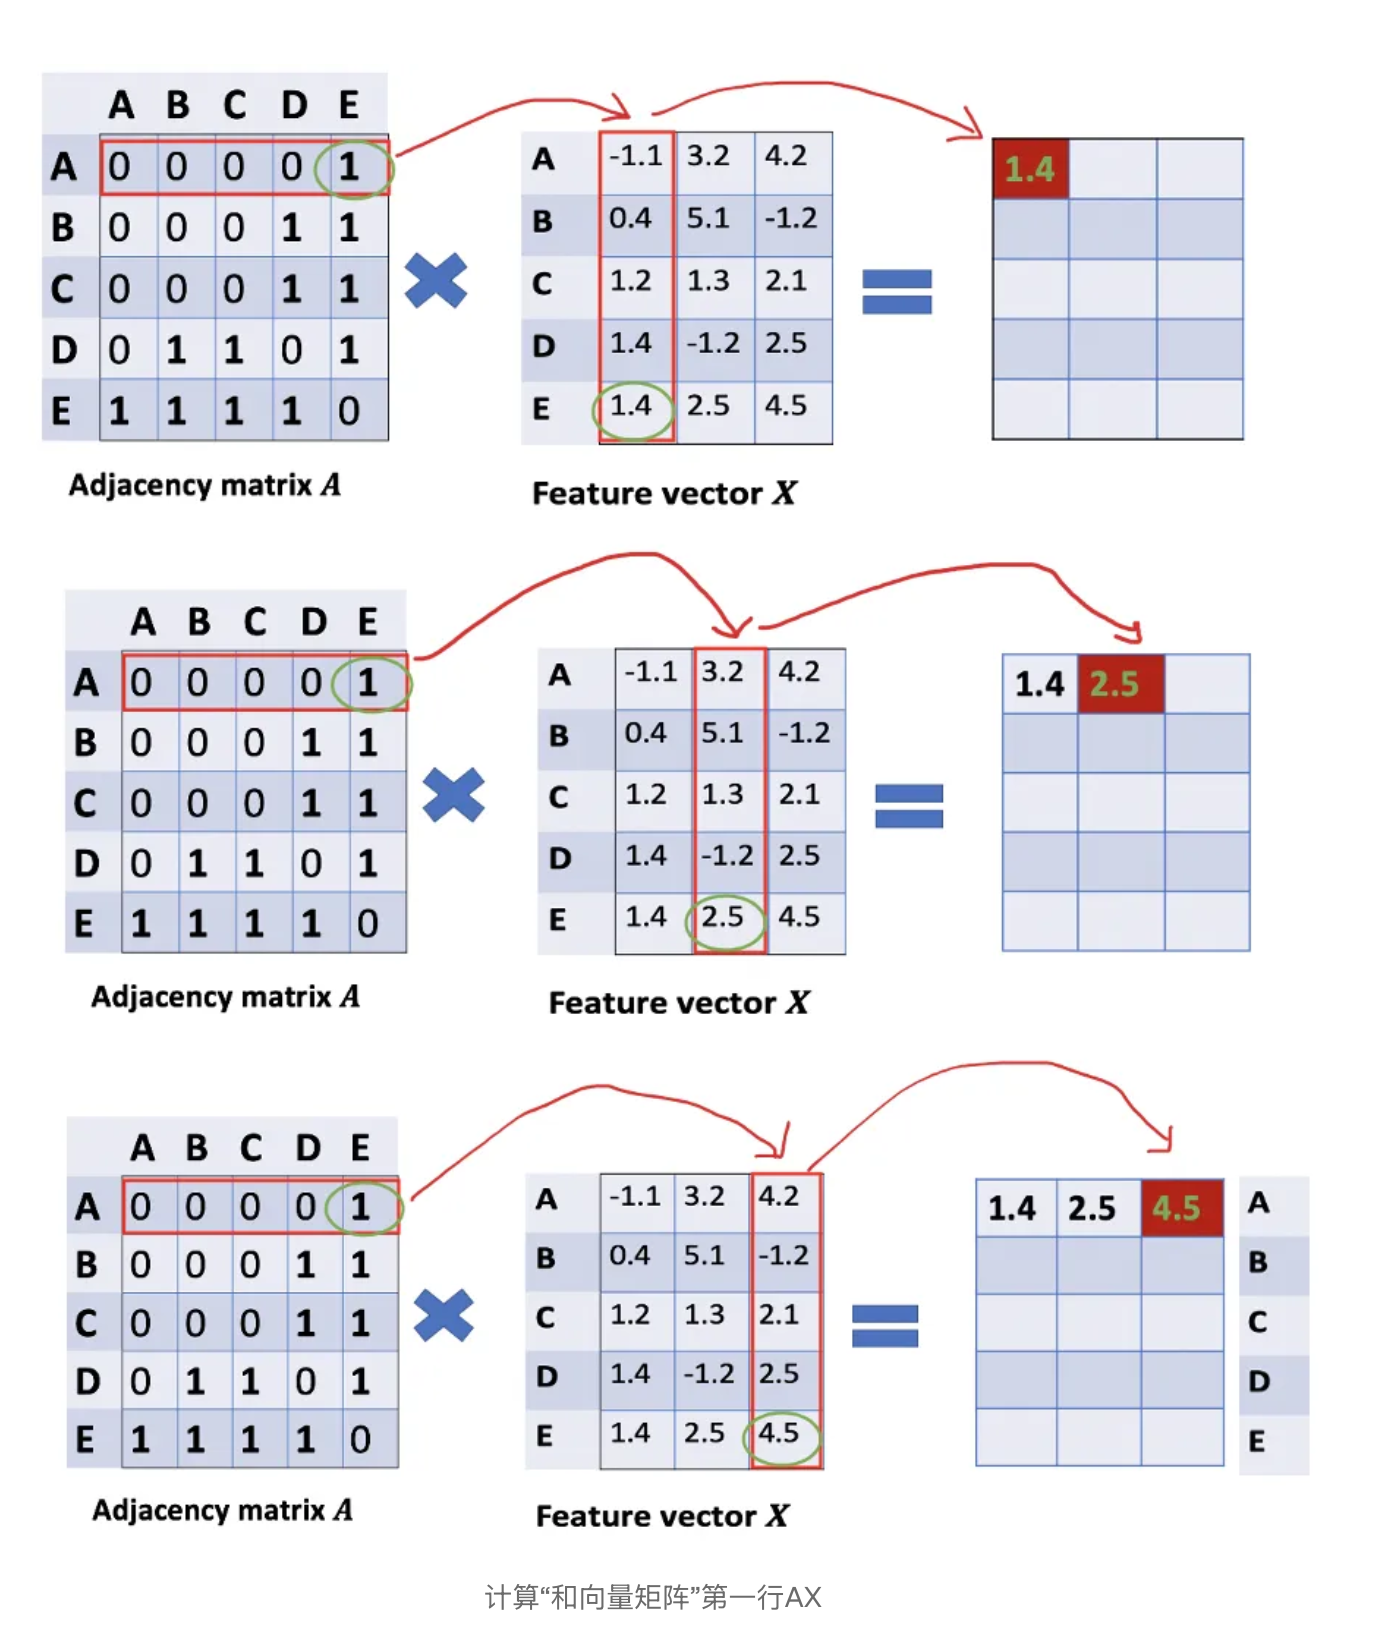 A B C D E
A 0 0 0 0 1
B 0 0 0 1 1
C 0 0 0 1 1
D 0 1 1 0 1
E 1 1 1 1 0
Adjacency matrix A
A -1.1 3.2 4.2
B 0.4 5.1 -1.2
C 1.2 1.3 2.1
D 1.4 -1.2 2.5
E 1.4 2.5 4.5
Feature vector X
1.4
A B C D E
A 0 0 0 0 1
B 0 0 0 1 1
C 0 0 0 1 1
D 0 1 1 0 1
E 1 1 1 1 0
Adjacency matrix A
A -1.1 3.2 4.2
B 0.4 5.1 -1.2
C 1.2 1.3 2.1
D 1.4 -1.2 2.5
E 1.4 2.5 4.5
Feature vector X
1.4 2.5
A B C D E
A 0 0 0 0 1
B 0 0 0 1 1
C 0 0 0 1 1
D 0 1 1 0 1
E 1 1 1 1 0
Adjacency matrix A
A -1.1 3.2 4.2
B 0.4 5.1 -1.2
C 1.2 1.3 2.1
D 1.4 -1.2 2.5
E 1.4 2.5 4.5
Feature vector X
1.4 2.5 4.5 A
B
C
D
E
计算“和向量矩阵”第一行AX